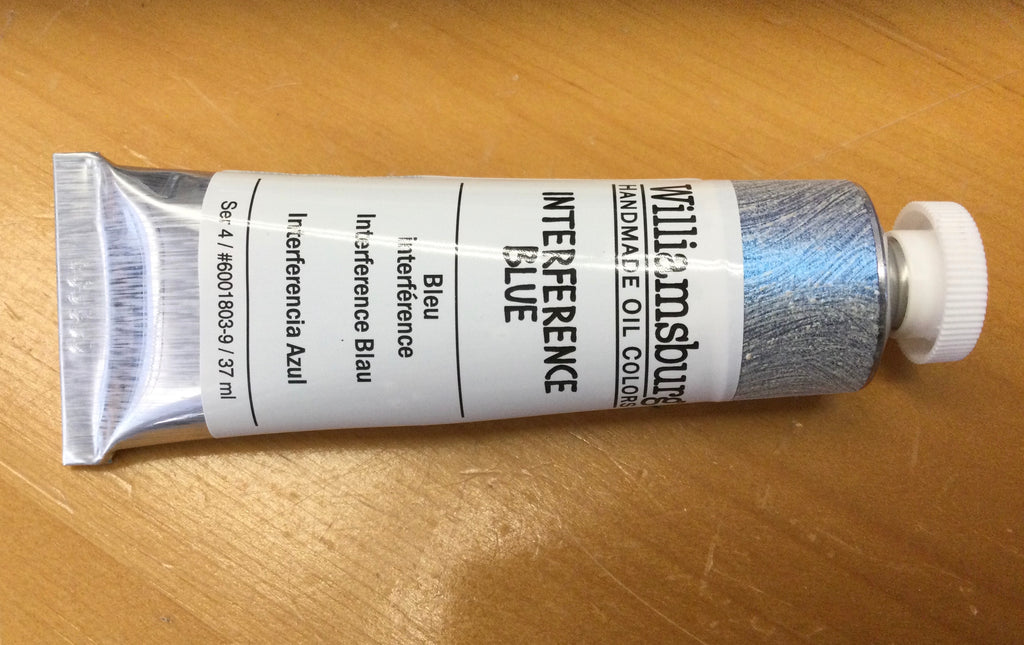 Williamsburg
HANDMADE OIL COLORS
INTERFERENCE
BLUE
Bleu
interférence
Interference Blau
Interferencia Azul
Ser 4 / #6001803-9 / 37 ml